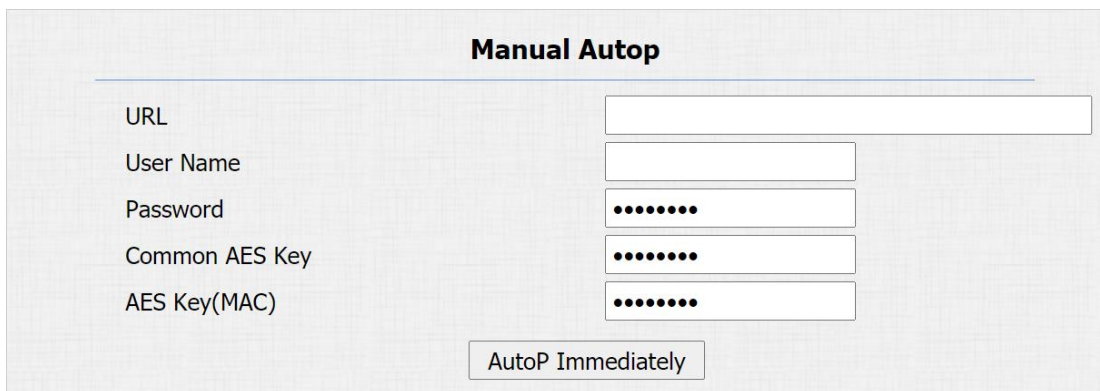 Manual Autop
URL
User Name
Password ••••••••
Common AES Key ••••••••
AES Key(MAC) ••••••••
AutoP Immediately